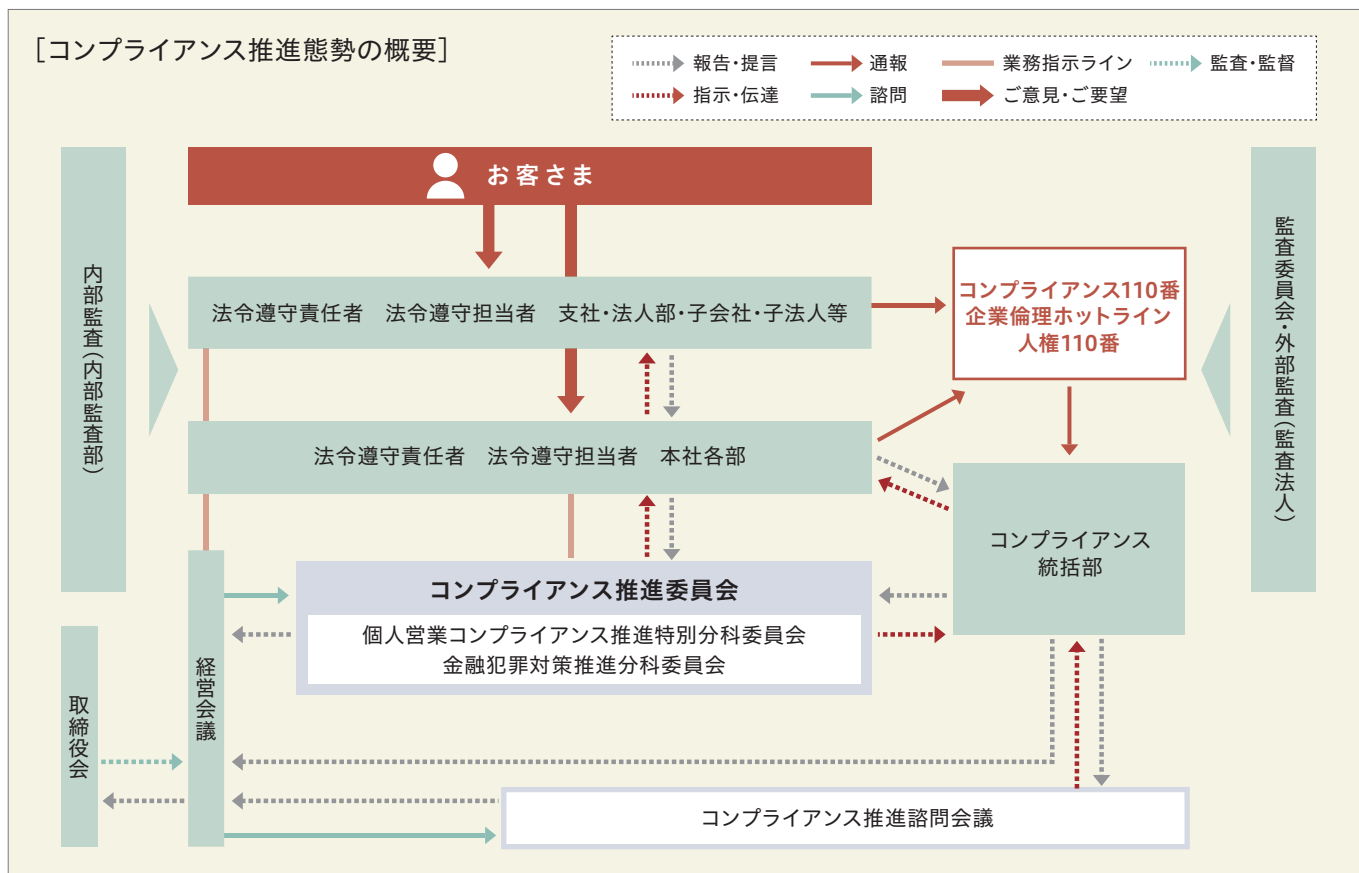 ［コンプライアンス推進態勢の概要］
報告・提言
通報
業務指示ライン
監査・監督
指示・伝達
諮問
ご意見・ご要望
お客さま
内部監査（内部監査部）
法令遵守責任者 法令遵守担当者 支社・法人部・子会社・子法人等
コンプライアンス110番
企業倫理ホットライン
人権110番
監査委員会・外部監査（監査法人）
法令遵守責任者 法令遵守担当者 本社各部
コンプライアンス
統括部
コンプライアンス推進委員会
個人営業コンプライアンス推進特別分科委員会
金融犯罪対策推進分科委員会
経営会議
取締役会
コンプライアンス推進諮問会議